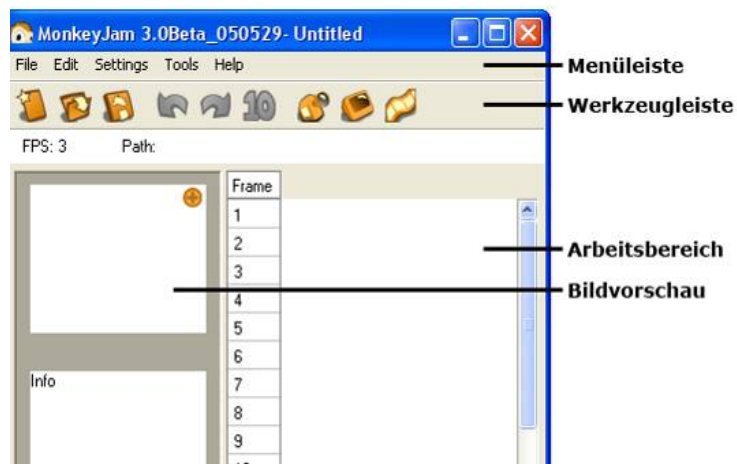 MonkeyJam 3.0Beta_050529- Untitled
File Edit Settings Tools Help
Menüleiste
10
Werkzeugleiste
FPS: 3 Path:
Frame
1
2
Arbeitsbereich
3
Bildvorschau
4
5
6
Info
7
8
9